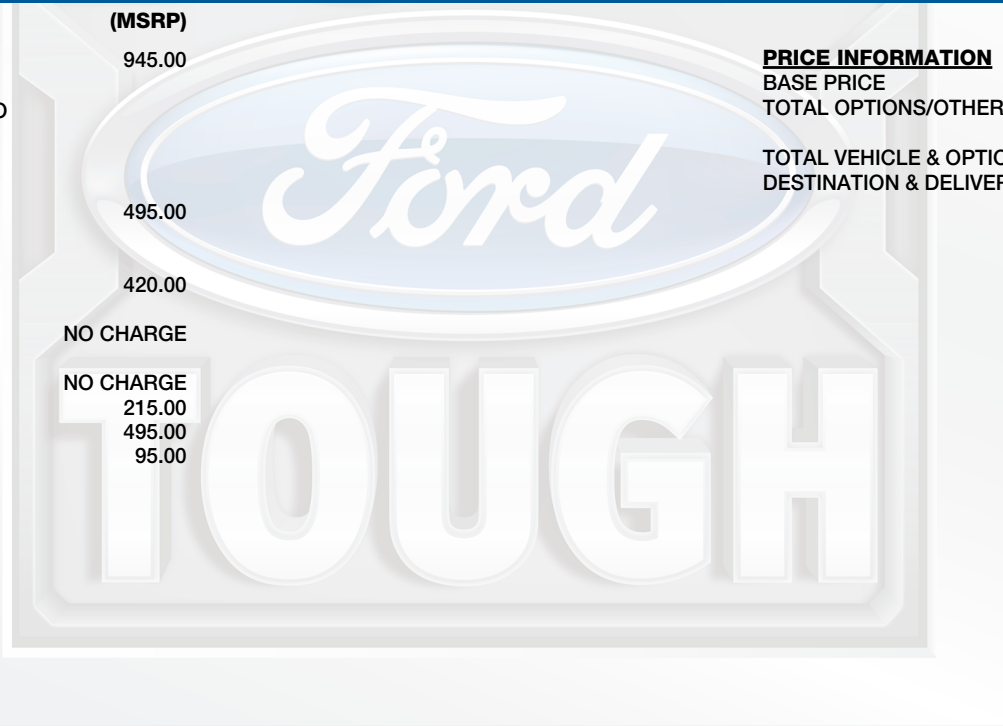 (MSRP)
945.00
495.00
420.00
NO CHARGE
NO CHARGE
215.00
495.00
95.00
PRICE INFORMATION
BASE PRICE
TOTAL OPTIONS/OTHER
TOTAL VEHICLE & OPTIO
DESTINATION & DELIVER
Ford
TOUGH